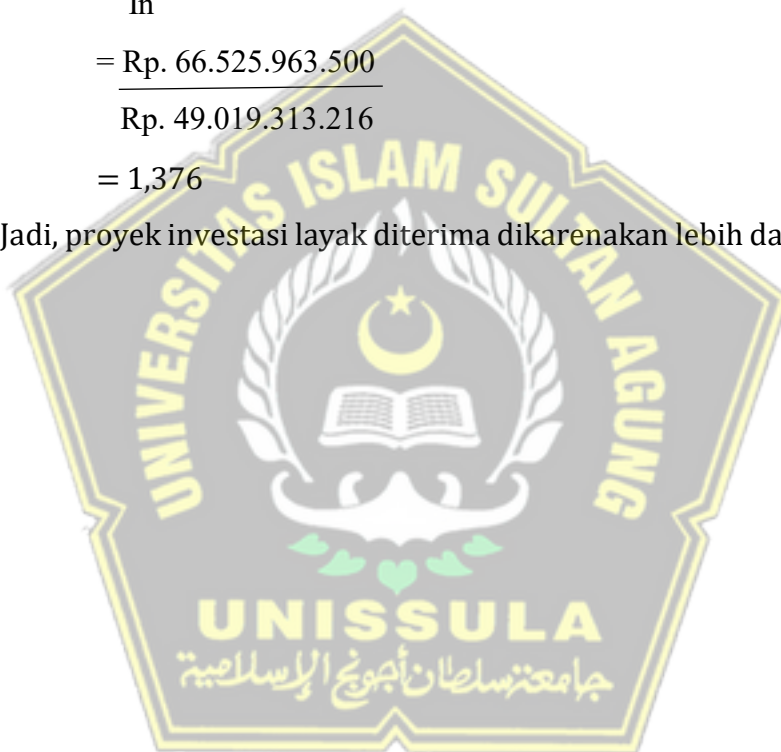 In
= Rp. 66.525.963.500
Rp. 49.019.313.216
= 1,376
Jadi, proyek investasi layak diterima dikarenakan lebih da
UNIVERSITAS ISLAM SULTAN AGUNG
UNISSULA
جامعة سلطان أجونج الإسلامية